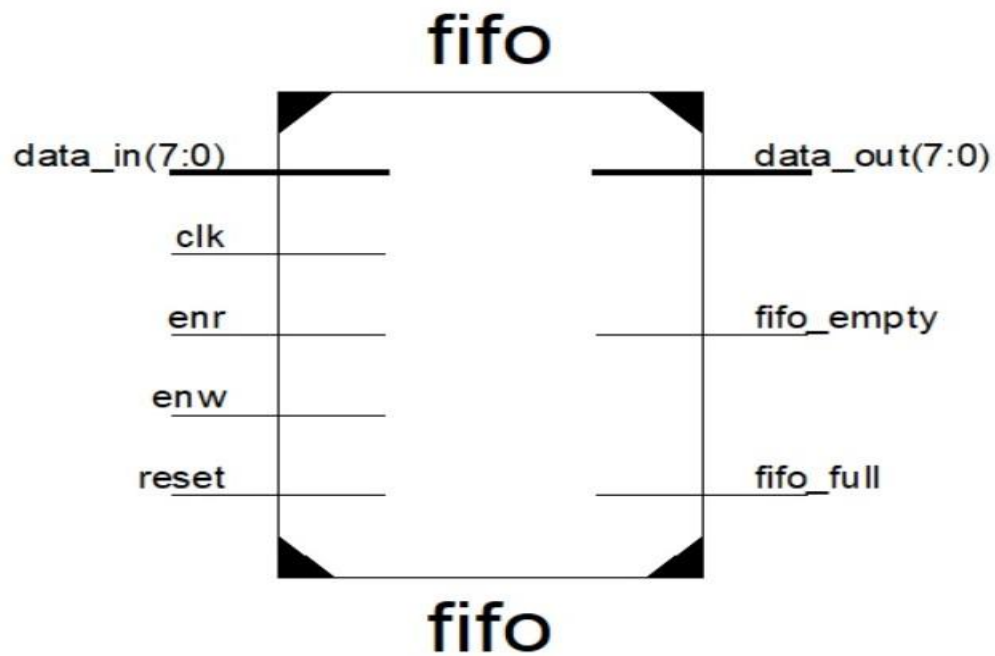 fifo
data_in(7:0)
data_out(7:0)
clk
enr
fifo_empty
enw
reset
fifo_full
fifo